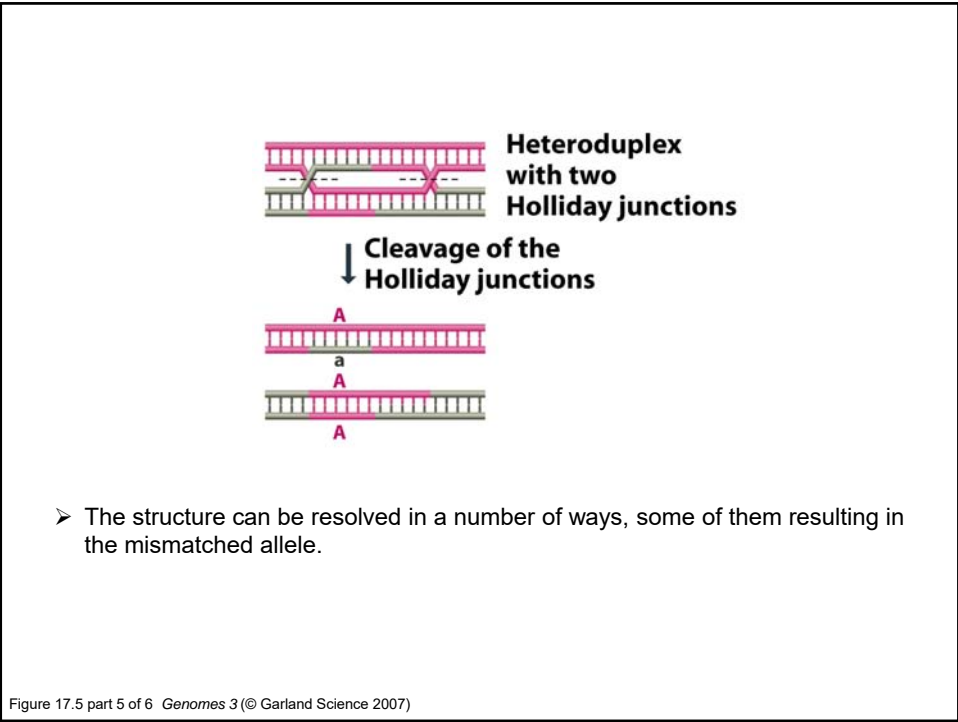 Heteroduplex
with two
Holliday junctions
Cleavage of the
Holliday junctions
A
a
A
A
➢ The structure can be resolved in a number of ways, some of them resulting in
the mismatched allele.
Figure 17.5 part 5 of 6 Genomes 3 (© Garland Science 2007)